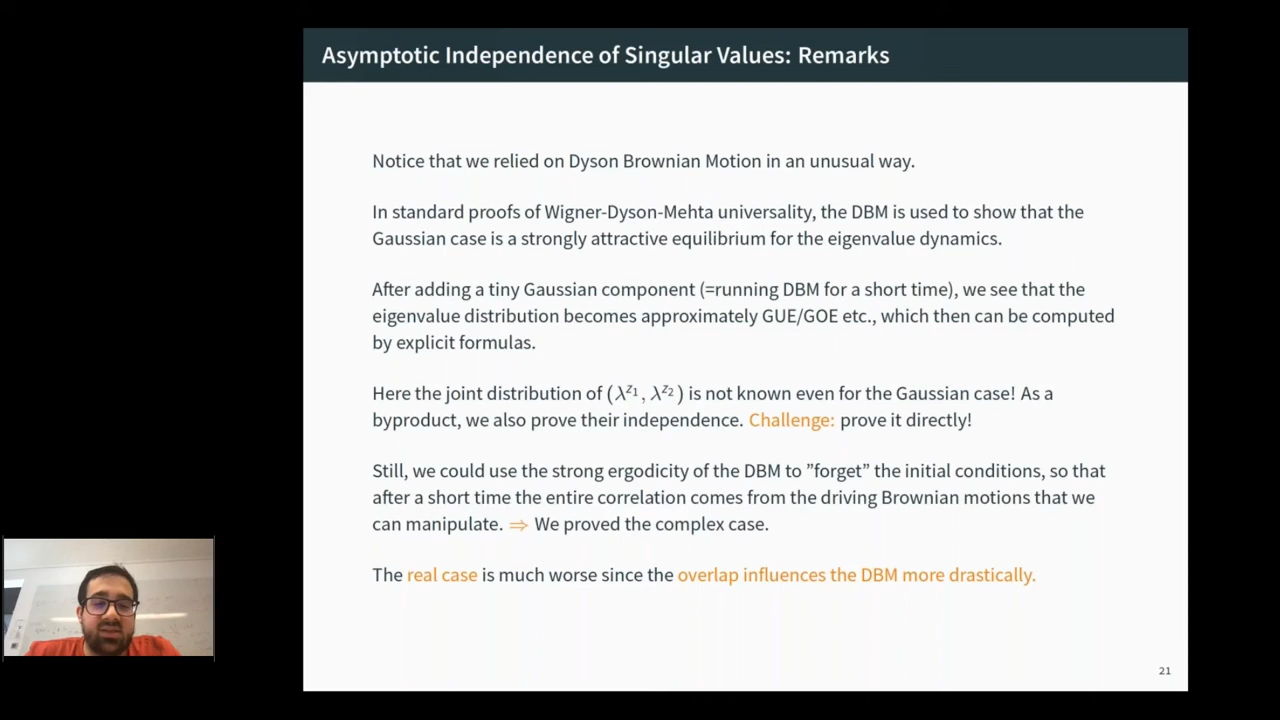 Asymptotic Independence of Singular Values: Remarks
Notice that we relied on Dyson Brownian Motion in an unusual way.
In standard proofs of Wigner-Dyson-Mehta universality, the DBM is used to show that the
Gaussian case is a strongly attractive equilibrium for the eigenvalue dynamics.
After adding a tiny Gaussian component (=running DBM for a short time), we see that the
eigenvalue distribution becomes approximately GUE/GOE etc., which then can be computed
by explicit formulas.
Here the joint distribution of (λ^{z₁}, λ^{z₂}) is not known even for the Gaussian case! As a
byproduct, we also prove their independence. Challenge: prove it directly!
Still, we could use the strong ergodicity of the DBM to ”forget” the initial conditions, so that
after a short time the entire correlation comes from the driving Brownian motions that we
can manipulate. ⇒ We proved the complex case.
The real case is much worse since the overlap influences the DBM more drastically.
21